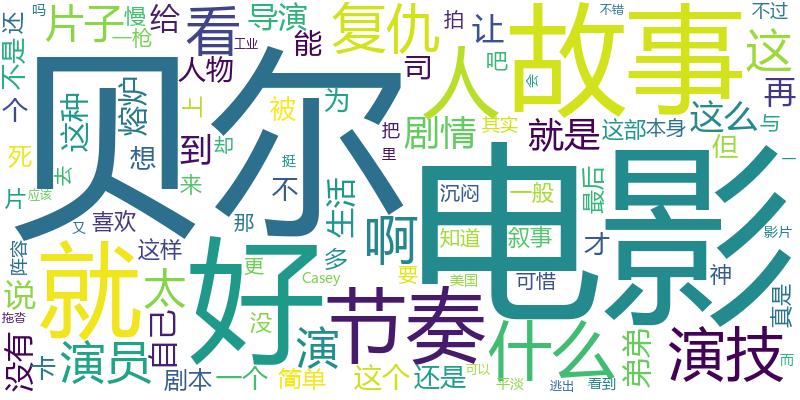 片子
慢
一枪
给
看
导演
工业
能
复仇
拍
让
吧
故事
不错
不过
这
吗
不是
还
人物
司
人
会
再
个
贝尔
这种
熔炉
上
被
为
把
里
剧情
其实
就是
这部
本身
这么
与
死
想
到
却
挺
电影
但
一
片
去
应该
来
不
生活
啊
沉闷
一般
最后
又
喜欢
那
知道
叙事
才
影片
阵容
就
这样
好
更
多
Casey
要
美国
可惜
神
说
太
没
节奏
什么
弟弟
演技
真是
拖沓
没有
卡
演员
自己
演
剧本
一个
简单
这个
还是
可以
平淡
逃出
看到
而